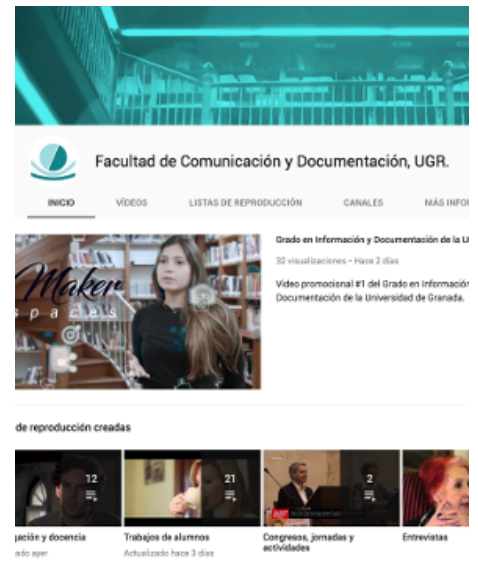 Facultad de Comunicación y Documentación, UGR.
INICIO VÍDEOS LISTAS DE REPRODUCCIÓN CANALES MÁS INFO
Maker
spaces
Grado en Información y Documentación de la U
32 visualizaciones • Hace 2 días
Vídeo promocional #1 del Grado en Información
Documentación de la Universidad de Granada.
de reproducción creadas
12
21
2
gación y docencia
ado ayer
Trabajos de alumnos
Actualizado hace 3 días
Congresos, jornadas y
actividades
Entrevistas